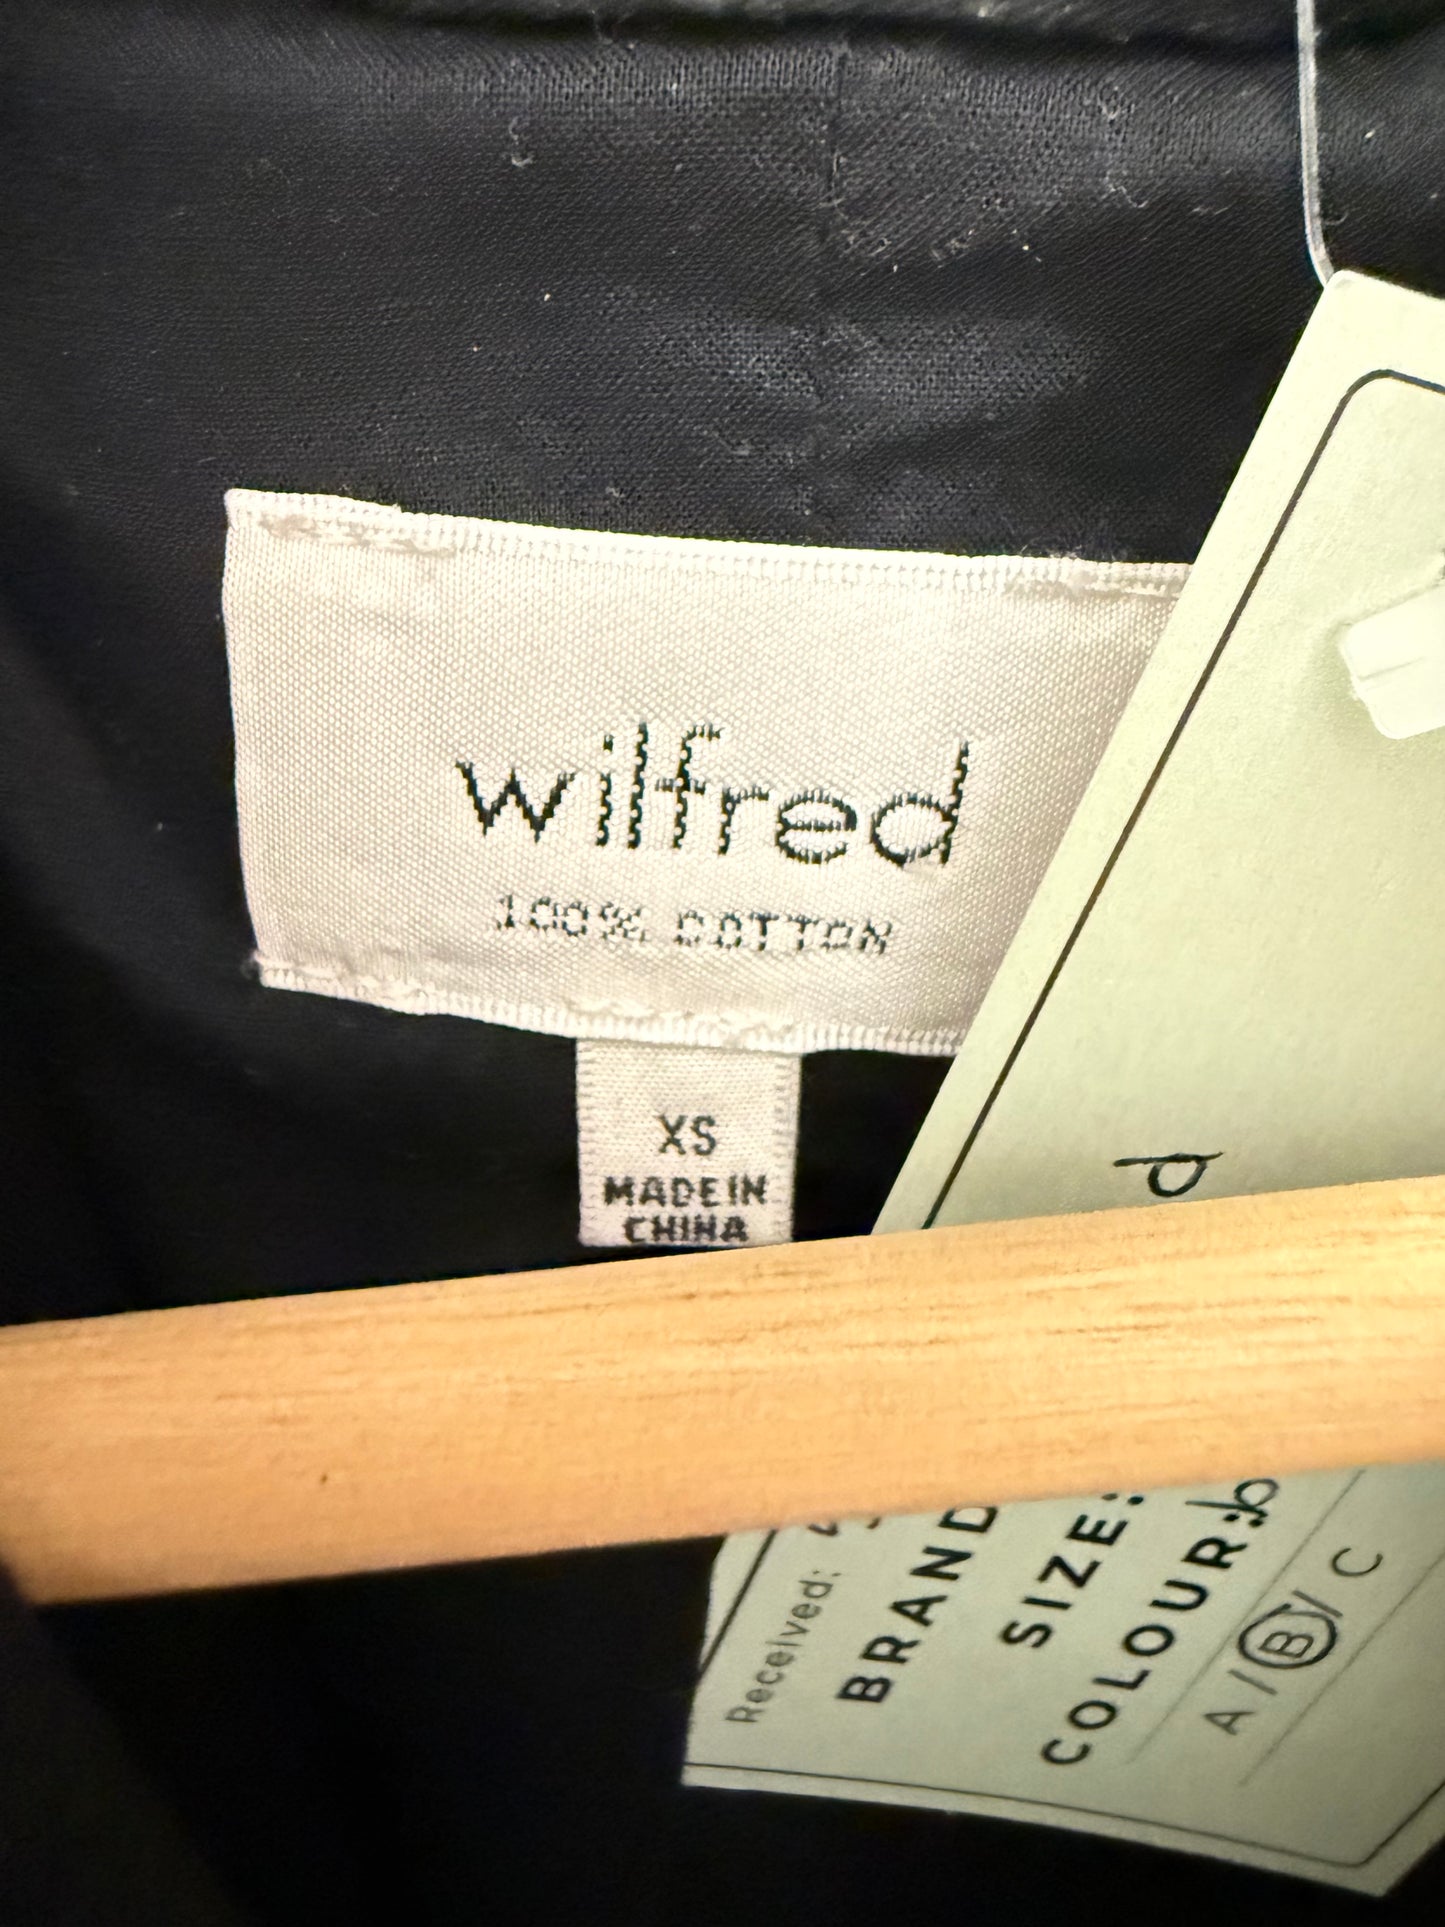 wilfred
100% COTTON
XS
MADE IN
CHINA
d
Received:
BRAND
SIZE:
COLOUR: b
A / B / C